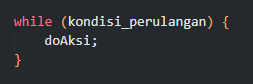 while (kondisi_perulangan) {
    doAksi;
}